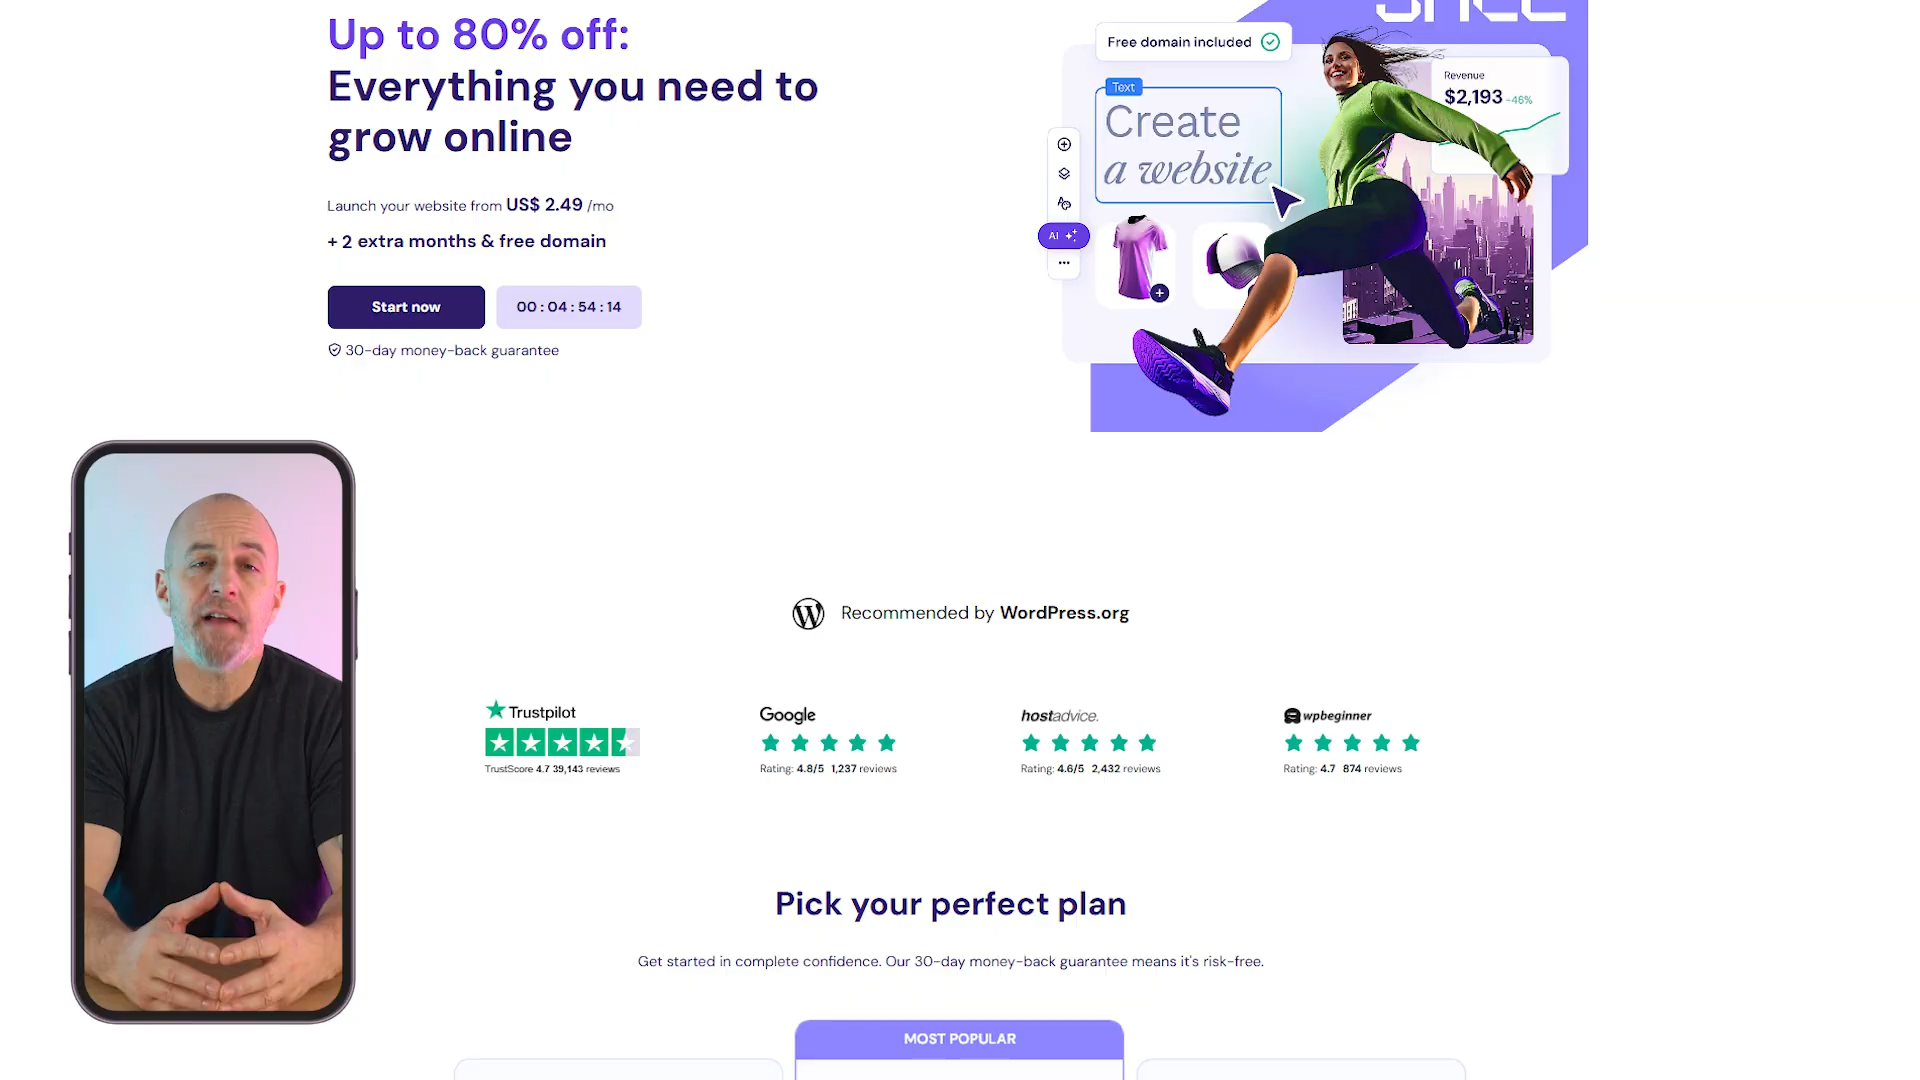 Up to 80% off:
Everything you need to
grow online
Launch your website from US$ 2.49 /mo
+ 2 extra months & free domain
Start now
00 : 04 : 54 : 14
30-day money-back guarantee
Free domain included
Text
Create
a website
AI
Revenue
$2,193 -46%
Recommended by WordPress.org
Trustpilot
TrustScore 4.7 39,143 reviews
Google
Rating: 4.8/5 1,237 reviews
hostadvice.
Rating: 4.6/5 2,432 reviews
wpbeginner
Rating: 4.7 874 reviews
Pick your perfect plan
Get started in complete confidence. Our 30-day money-back guarantee means it's risk-free.
MOST POPULAR